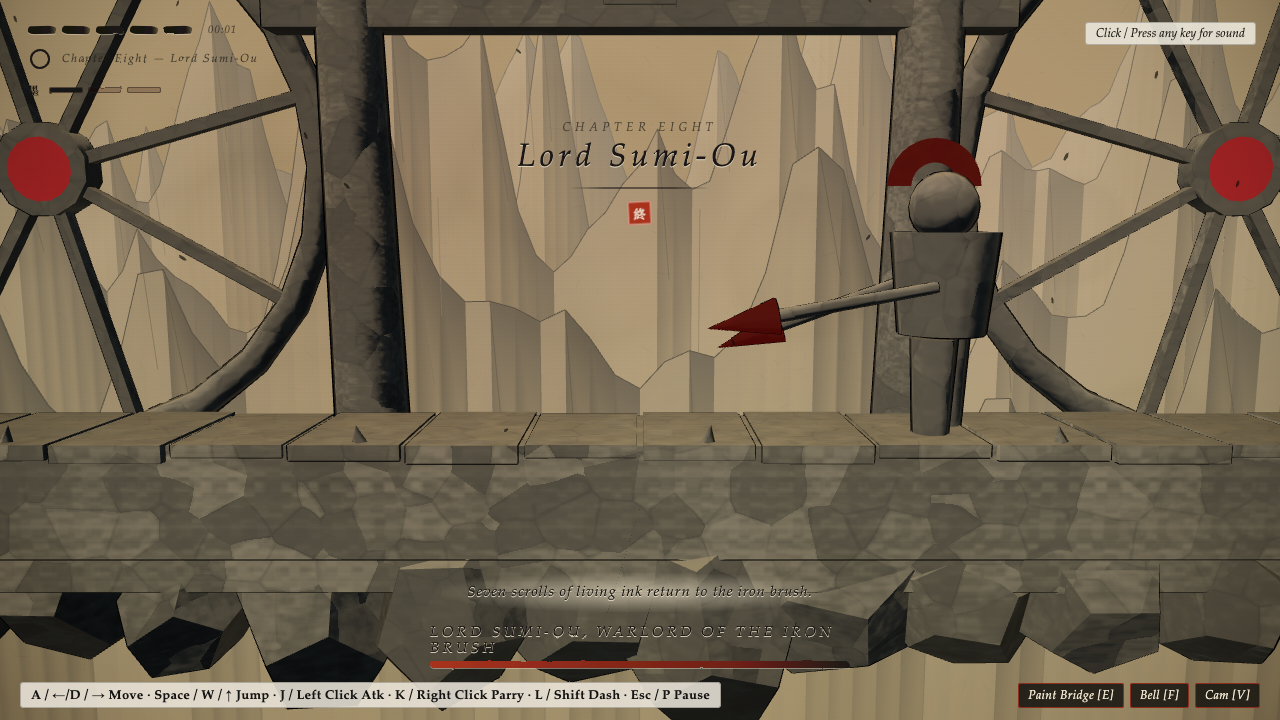 00:01
Click / Press any key for sound
Chapter Eight — Lord Sumi-Ou
CHAPTER EIGHT
Lord Sumi-Ou
終
Seven scrolls of living ink return to the iron brush.
LORD SUMI-OU, WARLORD OF THE IRON
BRUSH
A / ←/D / → Move · Space / W / ↑ Jump · J / Left Click Atk · K / Right Click Parry · L / Shift Dash · Esc / P Pause
Paint Bridge [E]
Bell [F]
Cam [V]